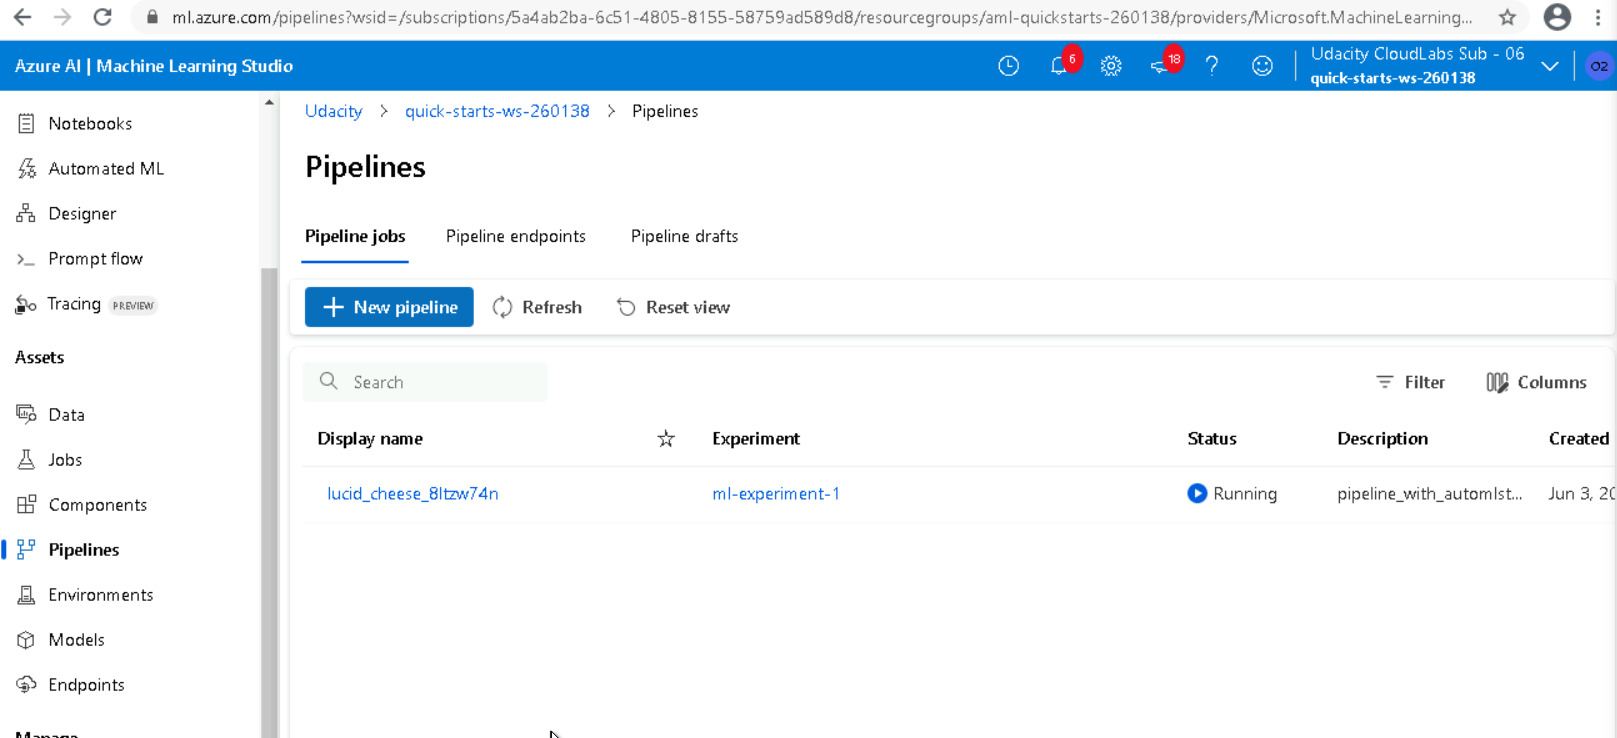 ml.azure.com/pipelines?wsid=/subscriptions/5a4ab2ba-6c51-4805-8155-58759ad589d8/resourcegroups/aml-quickstarts-260138/providers/Microsoft.MachineLearning...
Azure AI | Machine Learning Studio
6
18
?
Udacity CloudLabs Sub - 06
quick-starts-ws-260138
O2
Notebooks
Automated ML
Designer
Prompt flow
Tracing PREVIEW
Assets
Data
Jobs
Components
Pipelines
Environments
Models
Endpoints
Manage
Udacity > quick-starts-ws-260138 > Pipelines
Pipelines
Pipeline jobs Pipeline endpoints Pipeline drafts
+ New pipeline Refresh Reset view
Search Filter Columns
Display name Experiment Status Description Created
lucid_cheese_8ltzw74n ml-experiment-1 Running pipeline_with_automlst... Jun 3, 20